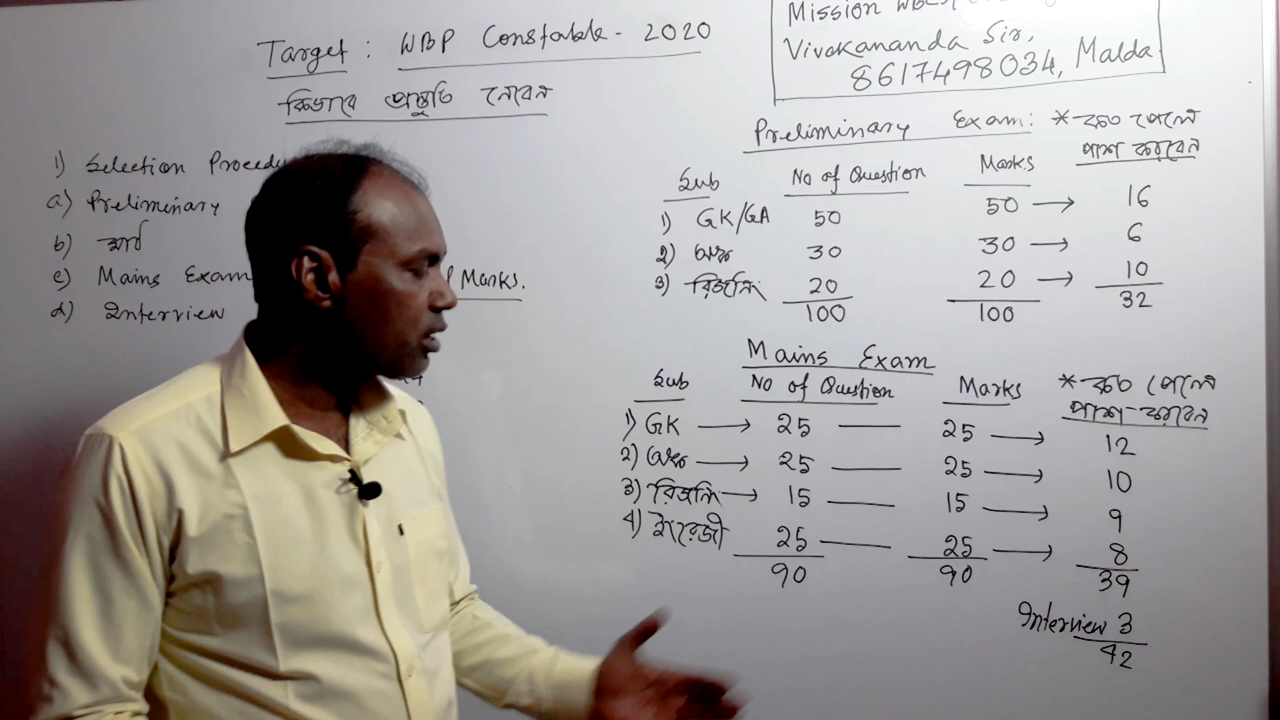 Target : WBP Constable - 2020
কিভাবে প্রস্তুতি নেবেন
1) Selection
a) Preliminary
b) মাঠ
c) Mains Exam Marks.
d) Interview
Mission
Vivekananda Sir,
8617498034, Malda
Preliminary Exam: * কত পেলে
পাশ করবেন
Sub No of Question Marks
1) GK/GA 50 50 → 16
2) অঙ্ক 30 30 → 6
3) রিজনিং 20 20 → 10
100 100 32
Mains Exam
Sub No of Question Marks * কত পেলে
পাশ করবেন
1) GK → 25 — 25 → 12
2) অঙ্ক → 25 — 25 → 10
3) রিজনিং → 15 — 15 → 9
4) ইংরেজী 25 — 25 → 8
90 90 39
Interview 3
42